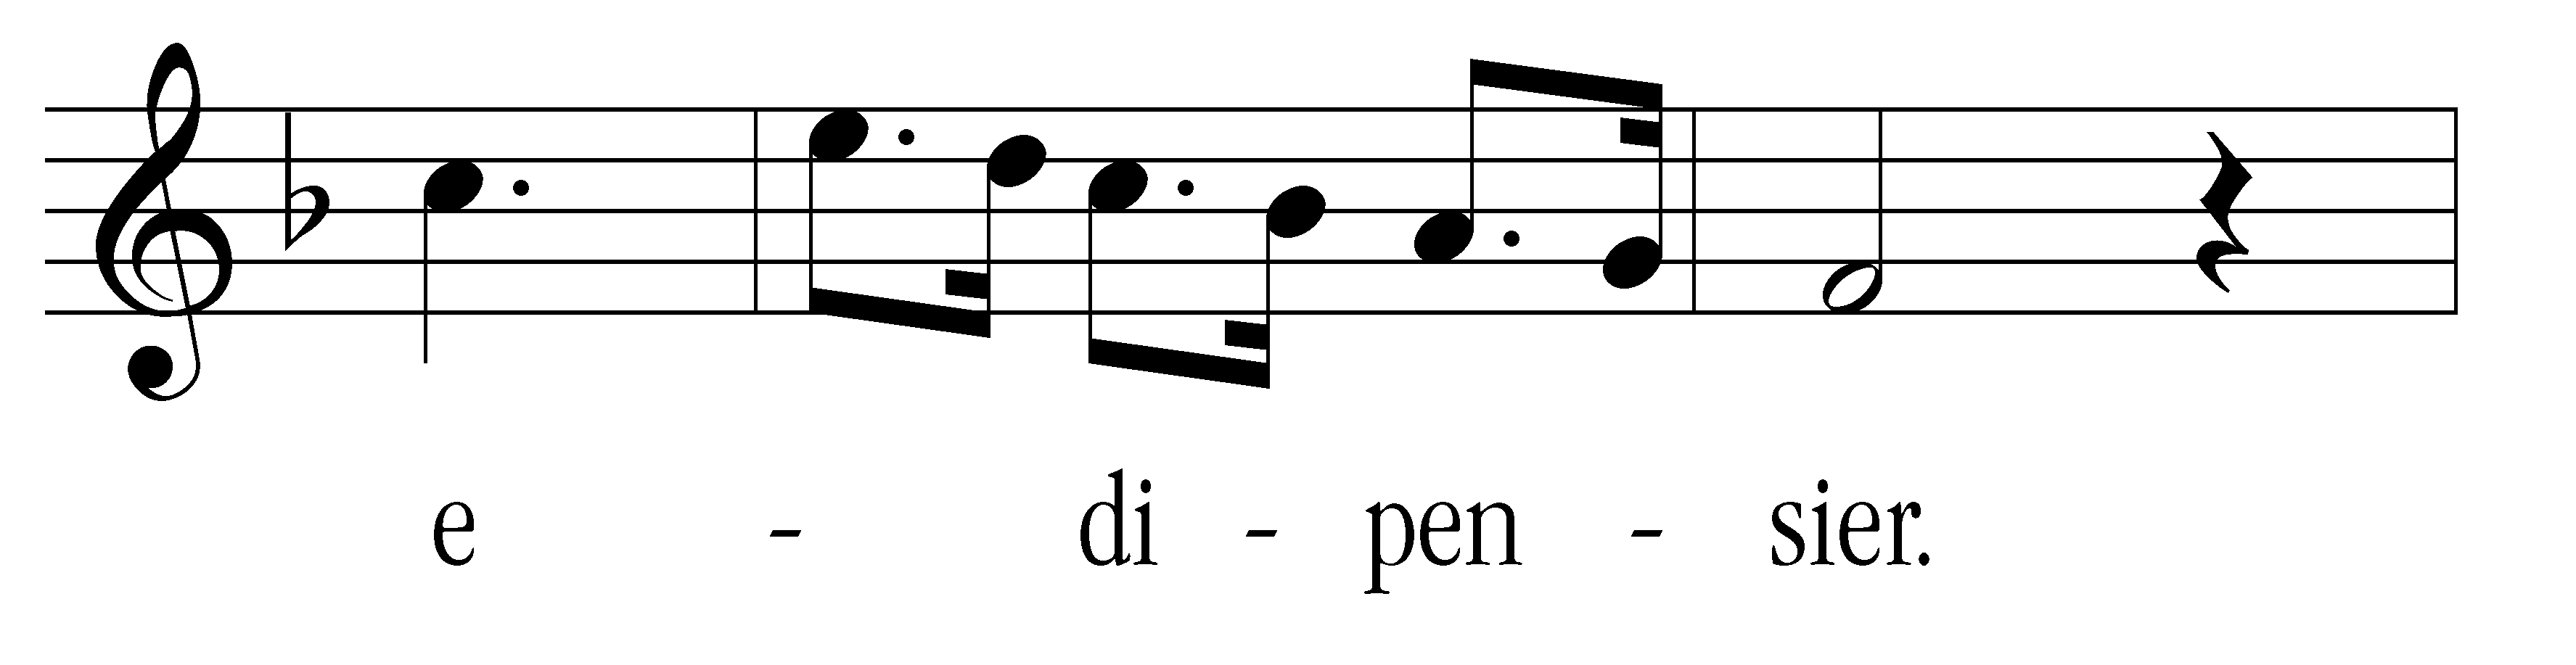 e - di - pen - sier.